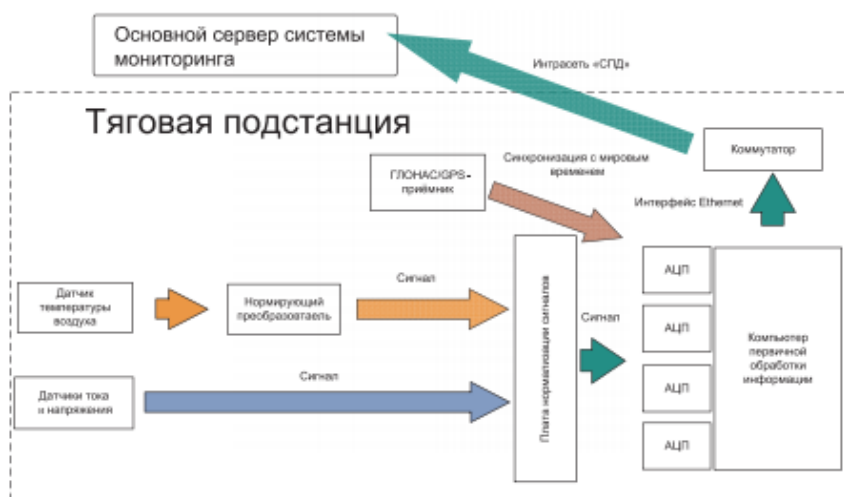 Основной сервер системы
мониторинга
Интрасеть «СПД»
Тяговая подстанция
Коммутатор
Синхронизация с мировым
временем
ГЛОНАС/GPS-
приёмник
Интерфейс Ethernet
АЦП
Датчик
температуры
воздуха
Нормирующий
преобразовтаель
Сигнал
Плата нормализации сигналов
Сигнал
АЦП
Компьютер
первичной
обработки
информации
Датчики тока
и напряжения
Сигнал
АЦП
АЦП